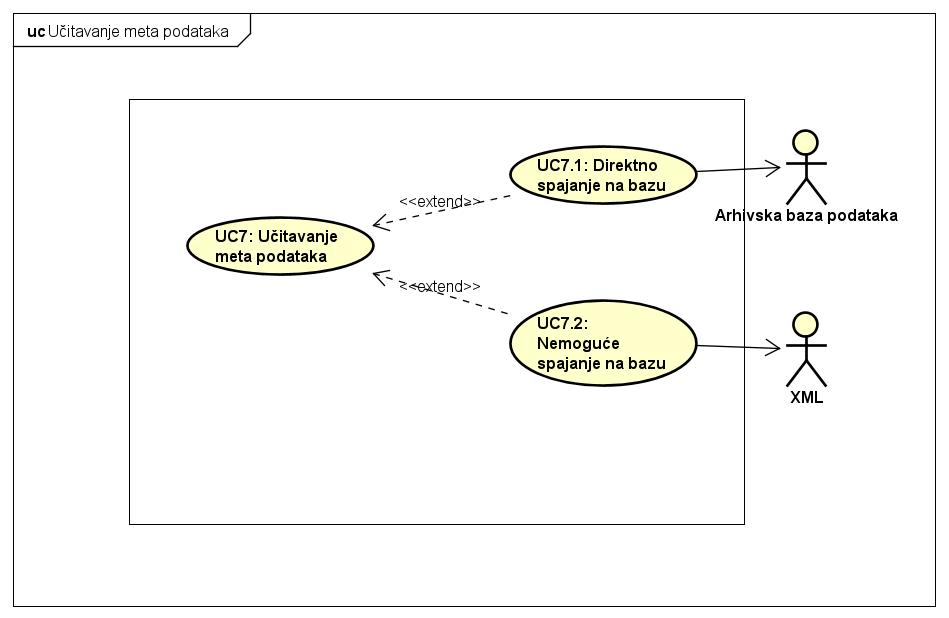 uc Učitavanje meta podataka
UC7.1: Direktno
spajanje na bazu
Arhivska baza podataka
<<extend>>
UC7: Učitavanje
meta podataka
<<extend>>
UC7.2:
Nemoguće
spajanje na bazu
XML